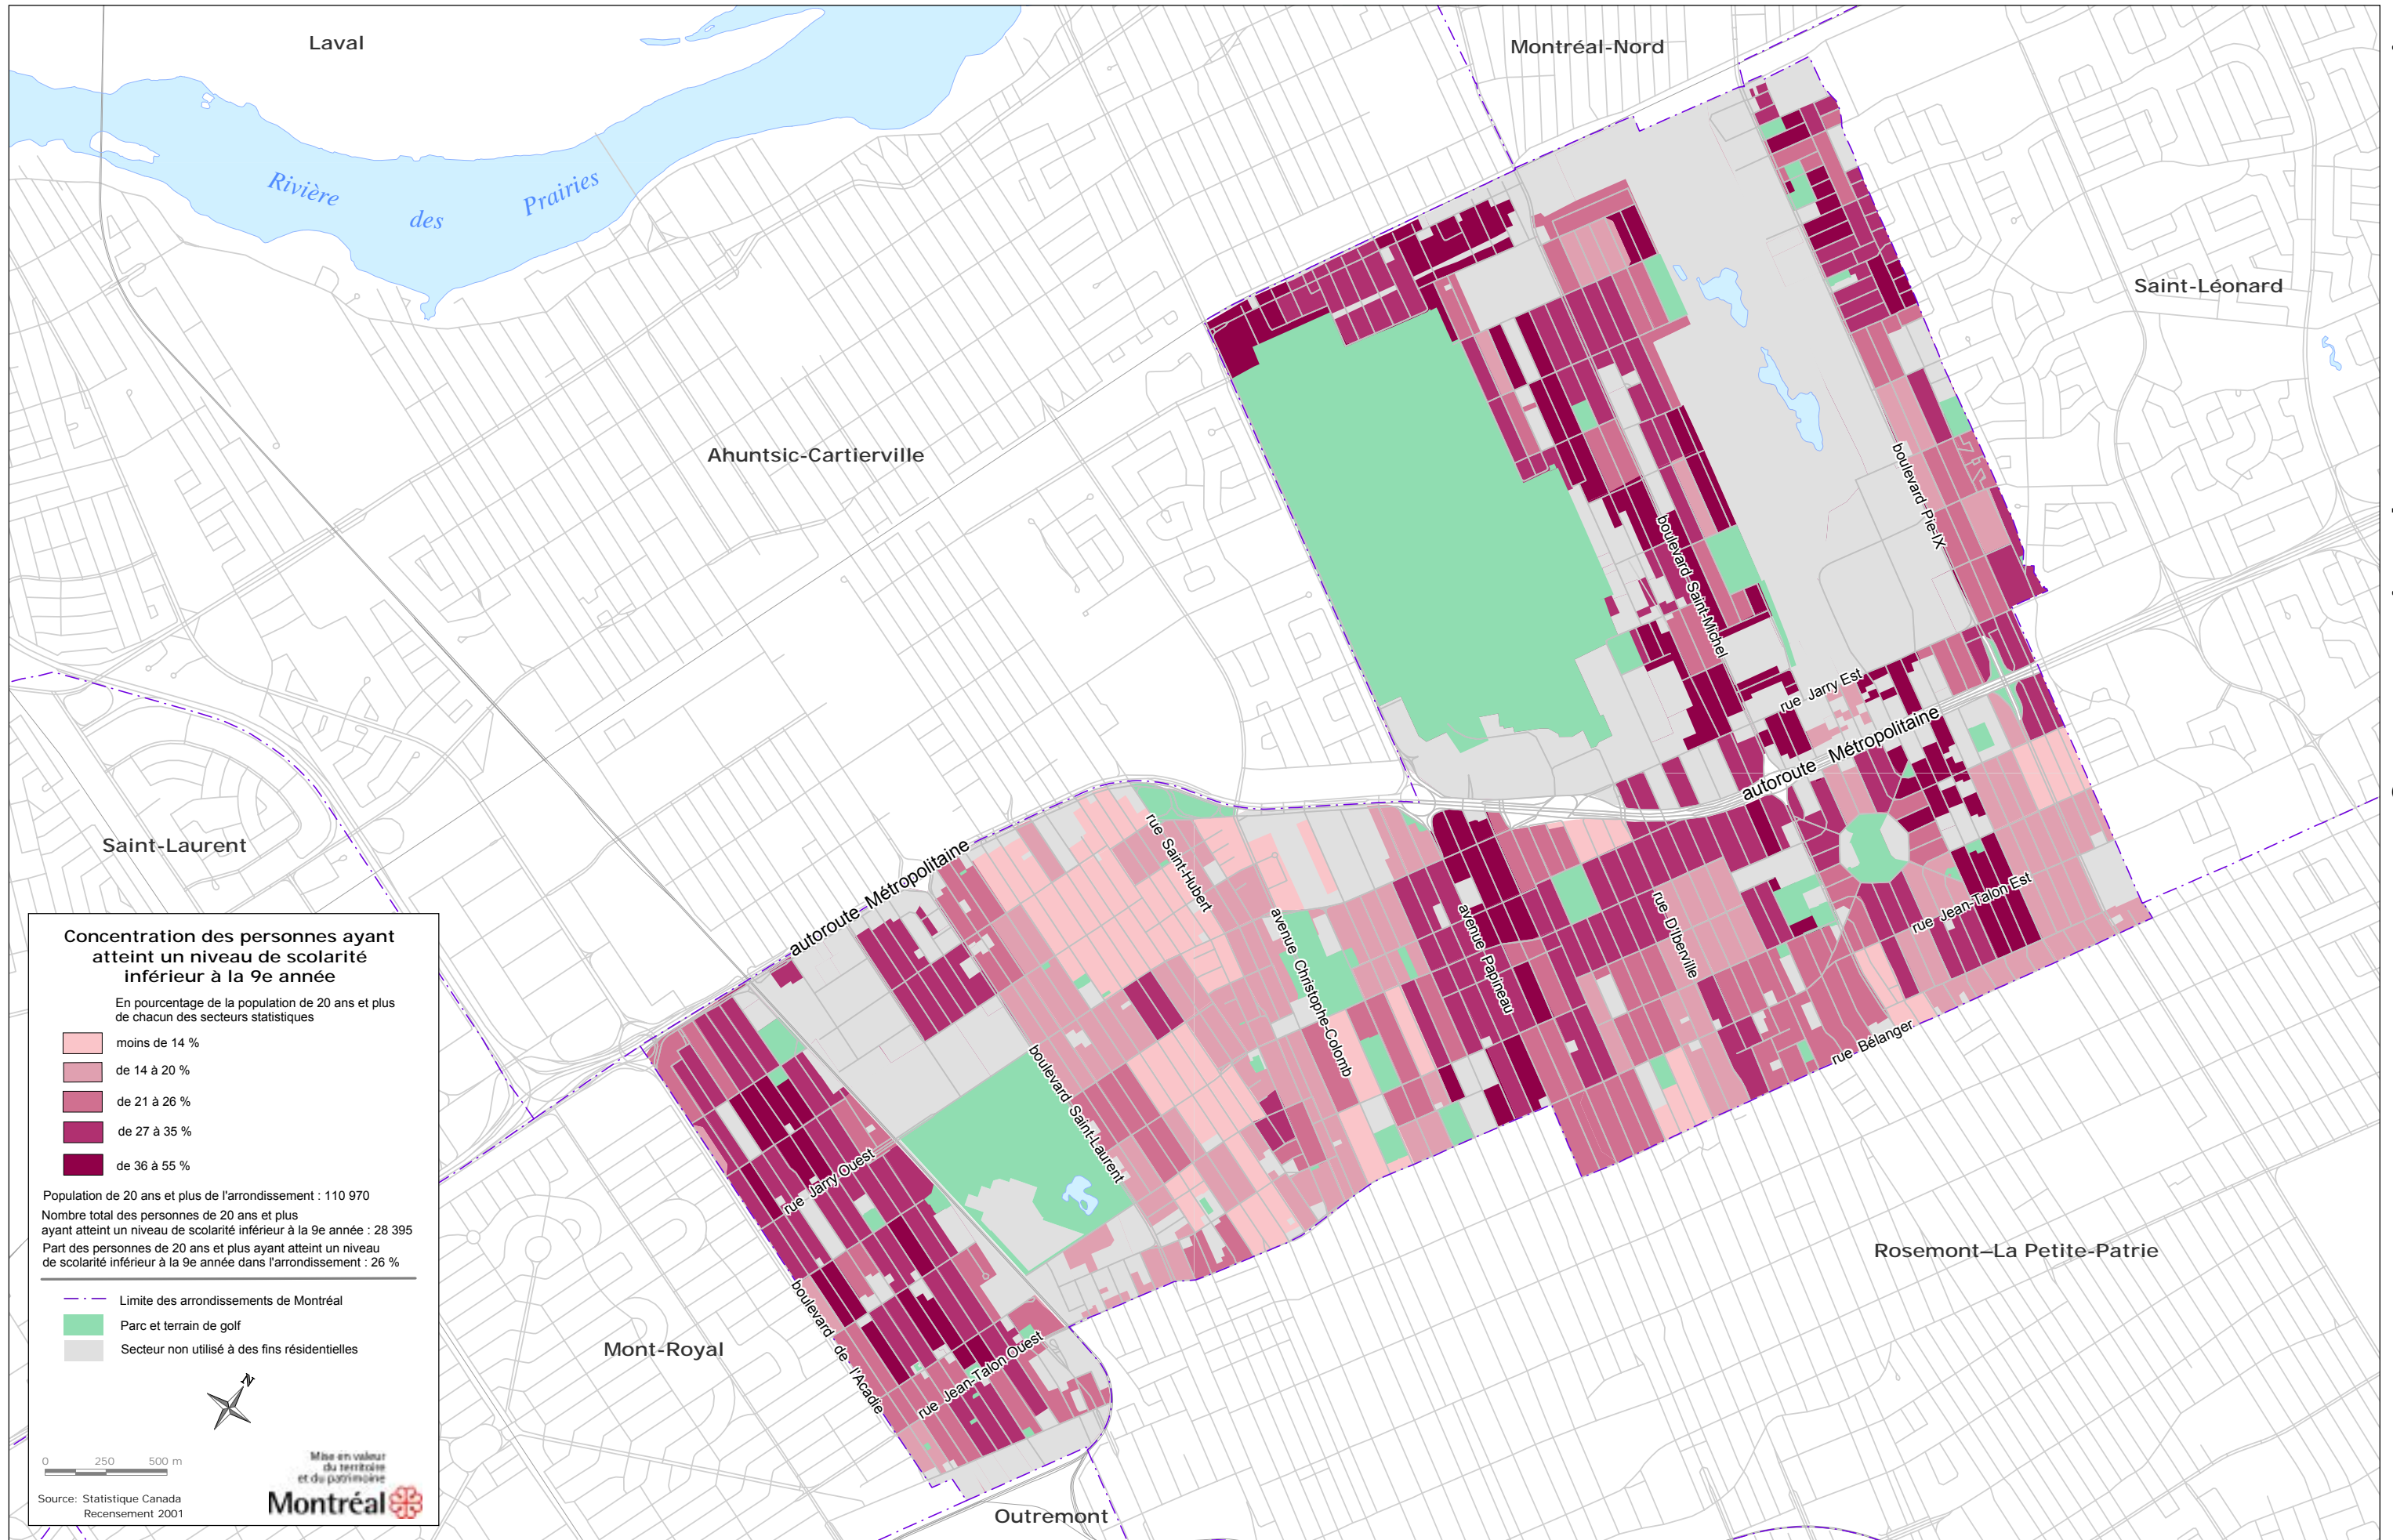 Laval
Montréal-Nord
Rivière
des
Prairies
Saint-Léonard
Ahuntsic-Cartierville
boulevard Pie-IX
boulevard Saint-Michel
rue Jarry Est
autoroute Métropolitaine
rue Saint-Hubert
Saint-Laurent
autoroute Métropolitaine
avenue Christophe-Colomb
avenue Papineau
rue D'Iberville
rue Jean-Talon Est
rue Bélanger
boulevard Saint-Laurent
rue Jarry Ouest
Rosemont–La Petite-Patrie
boulevard de l'Acadie
rue Jean-Talon Ouest
Mont-Royal
Outremont
Concentration des personnes ayant
atteint un niveau de scolarité
inférieur à la 9e année
En pourcentage de la population de 20 ans et plus
de chacun des secteurs statistiques
moins de 14 %
de 14 à 20 %
de 21 à 26 %
de 27 à 35 %
de 36 à 55 %
Population de 20 ans et plus de l'arrondissement : 110 970
Nombre total des personnes de 20 ans et plus
ayant atteint un niveau de scolarité inférieur à la 9e année : 28 395
Part des personnes de 20 ans et plus ayant atteint un niveau
de scolarité inférieur à la 9e année dans l'arrondissement : 26 %
Limite des arrondissements de Montréal
Parc et terrain de golf
Secteur non utilisé à des fins résidentielles
N
0 250 500 m
Mise en valeur
du territoire
et du patrimoine
Montréal
Source: Statistique Canada
Recensement 2001